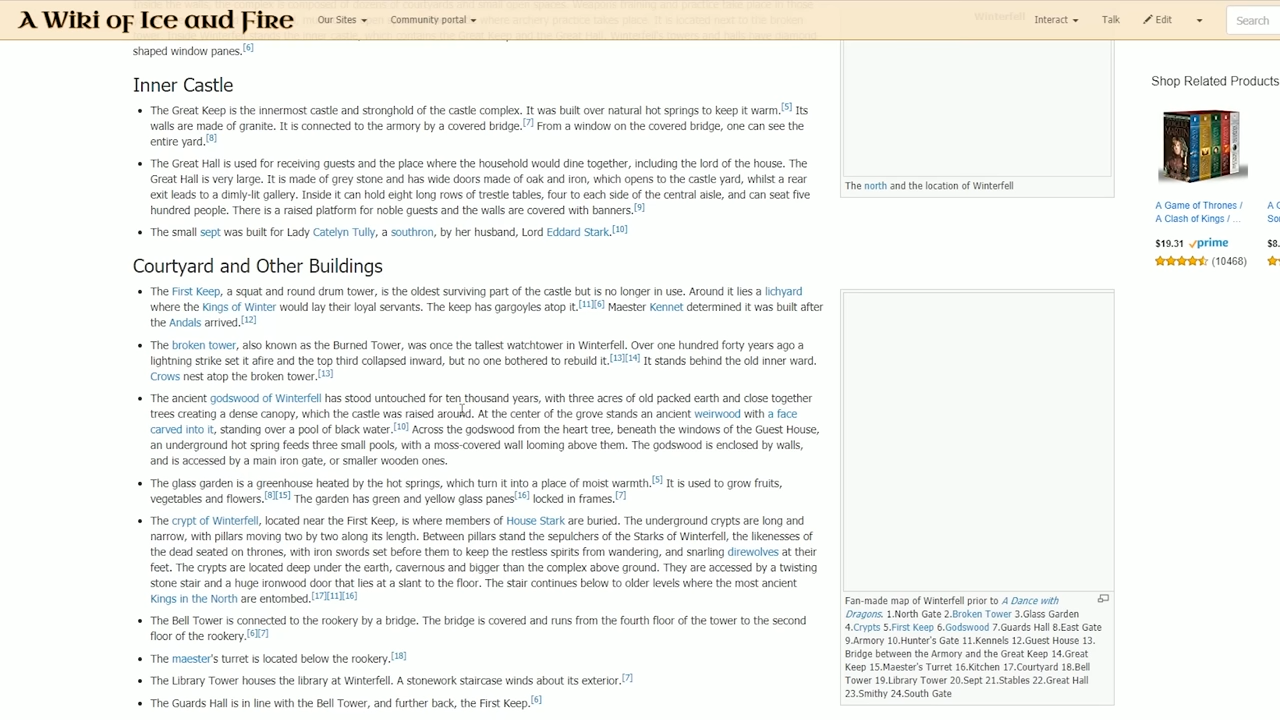 A Wiki of Ice and Fire
Our Sites
Community portal
Interact
Talk
Edit
Search
Winterfell
shaped window panes.[6]
Inner Castle
The Great Keep is the innermost castle and stronghold of the castle complex. It was built over natural hot springs to keep it warm.[5] Its
walls are made of granite. It is connected to the armory by a covered bridge.[7] From a window on the covered bridge, one can see the
entire yard.[8]
The Great Hall is used for receiving guests and the place where the household would dine together, including the lord of the house. The
Great Hall is very large. It is made of grey stone and has wide doors made of oak and iron, which opens to the castle yard, whilst a rear
exit leads to a dimly-lit gallery. Inside it can hold eight long rows of trestle tables, four to each side of the central aisle, and can seat five
hundred people. There is a raised platform for noble guests and the walls are covered with banners.[9]
The small sept was built for Lady Catelyn Tully, a southron, by her husband, Lord Eddard Stark.[10]
Courtyard and Other Buildings
The First Keep, a squat and round drum tower, is the oldest surviving part of the castle but is no longer in use. Around it lies a lichyard
where the Kings of Winter would lay their loyal servants. The keep has gargoyles atop it.[11][6] Maester Kennet determined it was built after
the Andals arrived.[12]
The broken tower, also known as the Burned Tower, was once the tallest watchtower in Winterfell. Over one hundred forty years ago a
lightning strike set it afire and the top third collapsed inward, but no one bothered to rebuild it.[13][14] It stands behind the old inner ward.
Crows nest atop the broken tower.[13]
The ancient godswood of Winterfell has stood untouched for ten thousand years, with three acres of old packed earth and close together
trees creating a dense canopy, which the castle was raised around. At the center of the grove stands an ancient weirwood with a face
carved into it, standing over a pool of black water.[10] Across the godswood from the heart tree, beneath the windows of the Guest House,
an underground hot spring feeds three small pools, with a moss-covered wall looming above them. The godswood is enclosed by walls,
and is accessed by a main iron gate, or smaller wooden ones.
The glass garden is a greenhouse heated by the hot springs, which turn it into a place of moist warmth.[5] It is used to grow fruits,
vegetables and flowers.[8][15] The garden has green and yellow glass panes[16] locked in frames.[7]
The crypt of Winterfell, located near the First Keep, is where members of House Stark are buried. The underground crypts are long and
narrow, with pillars moving two by two along its length. Between pillars stand the sepulchers of the Starks of Winterfell, the likenesses of
the dead seated on thrones, with iron swords set before them to keep the restless spirits from wandering, and snarling direwolves at their
feet. The crypts are located deep under the earth, cavernous and bigger than the complex above ground. They are accessed by a twisting
stone stair and a huge ironwood door that lies at a slant to the floor. The stair continues below to older levels where the most ancient
Kings in the North are entombed.[17][11][16]
The Bell Tower is connected to the rookery by a bridge. The bridge is covered and runs from the fourth floor of the tower to the second
floor of the rookery.[6][7]
The maester's turret is located below the rookery.[18]
The Library Tower houses the library at Winterfell. A stonework staircase winds about its exterior.[7]
The Guards Hall is in line with the Bell Tower, and further back, the First Keep.[6]
The north and the location of Winterfell
Fan-made map of Winterfell prior to A Dance with
Dragons. 1.North Gate 2.Broken Tower 3.Glass Garden
4.Crypts 5.First Keep 6.Godswood 7.Guards Hall 8.East Gate
9.Armory 10.Hunter's Gate 11.Kennels 12.Guest House 13.
Bridge between the Armory and the Great Keep 14.Great
Keep 15.Maester's Turret 16.Kitchen 17.Courtyard 18.Bell
Tower 19.Library Tower 20.Sept 21.Stables 22.Great Hall
23.Smithy 24.South Gate
Shop Related Products
A Game of Thrones /
A Clash of Kings / ...
$19.31 prime
(10468)
$8.